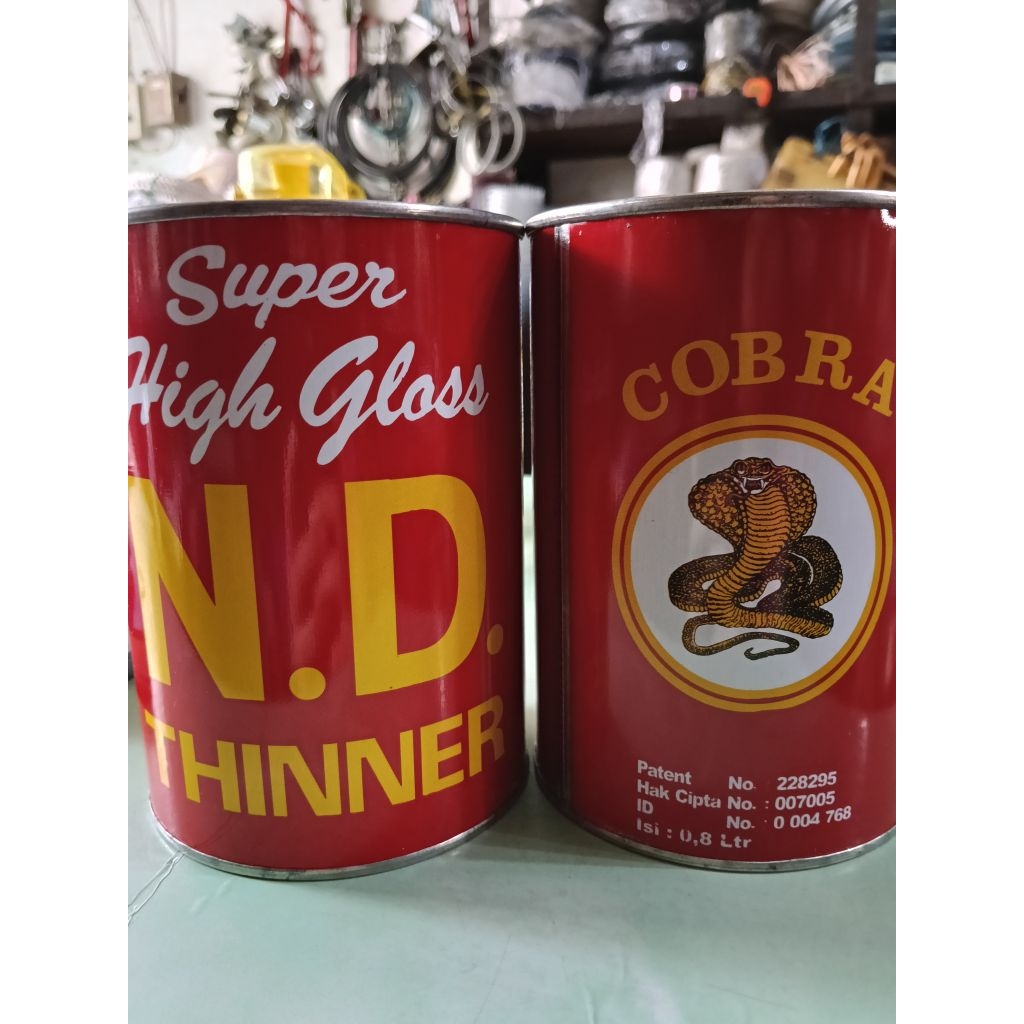 Super
High Gloss
N.D.
THINNER
COBRA
Patent No. 228295
Hak Cipta No. : 007005
ID No. : 0 004 768
Isi : 0,8 Ltr